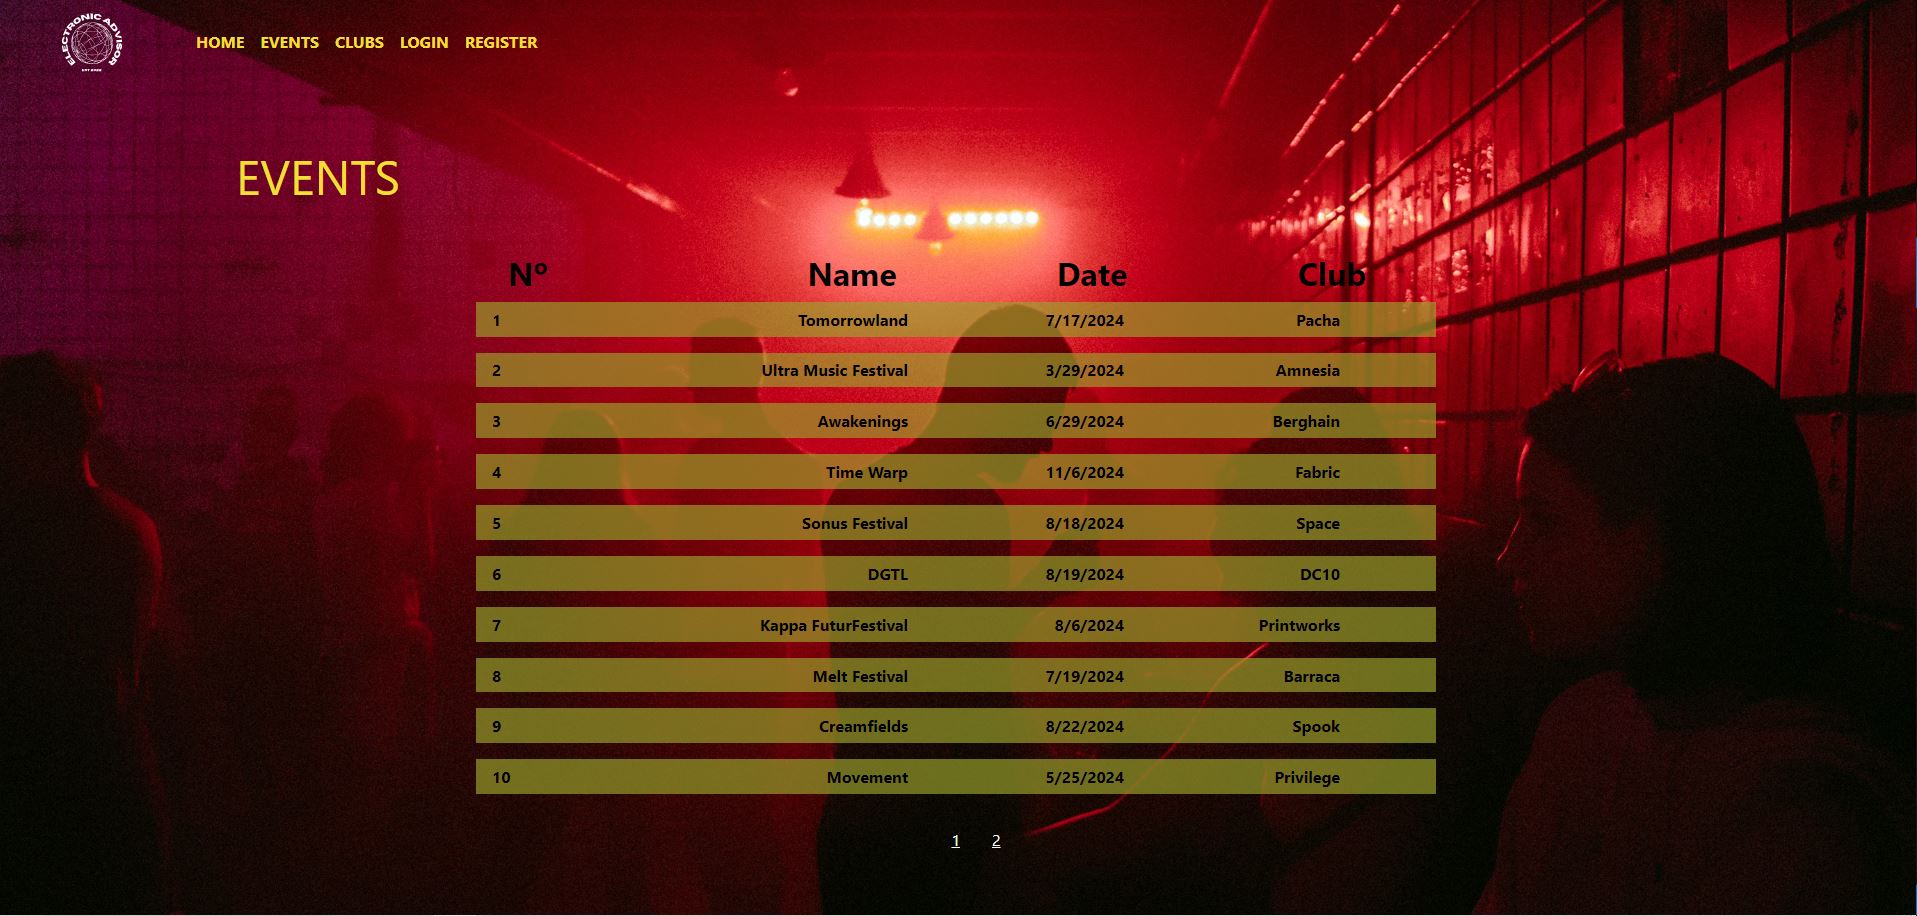 ELECTRONIC ADVISOR
HOME EVENTS CLUBS LOGIN REGISTER
EVENTS
Nº Name Date Club
1 Tomorrowland 7/17/2024 Pacha
2 Ultra Music Festival 3/29/2024 Amnesia
3 Awakenings 6/29/2024 Berghain
4 Time Warp 11/6/2024 Fabric
5 Sonus Festival 8/18/2024 Space
6 DGTL 8/19/2024 DC10
7 Kappa FuturFestival 8/6/2024 Printworks
8 Melt Festival 7/19/2024 Barraca
9 Creamfields 8/22/2024 Spook
10 Movement 5/25/2024 Privilege
1 2